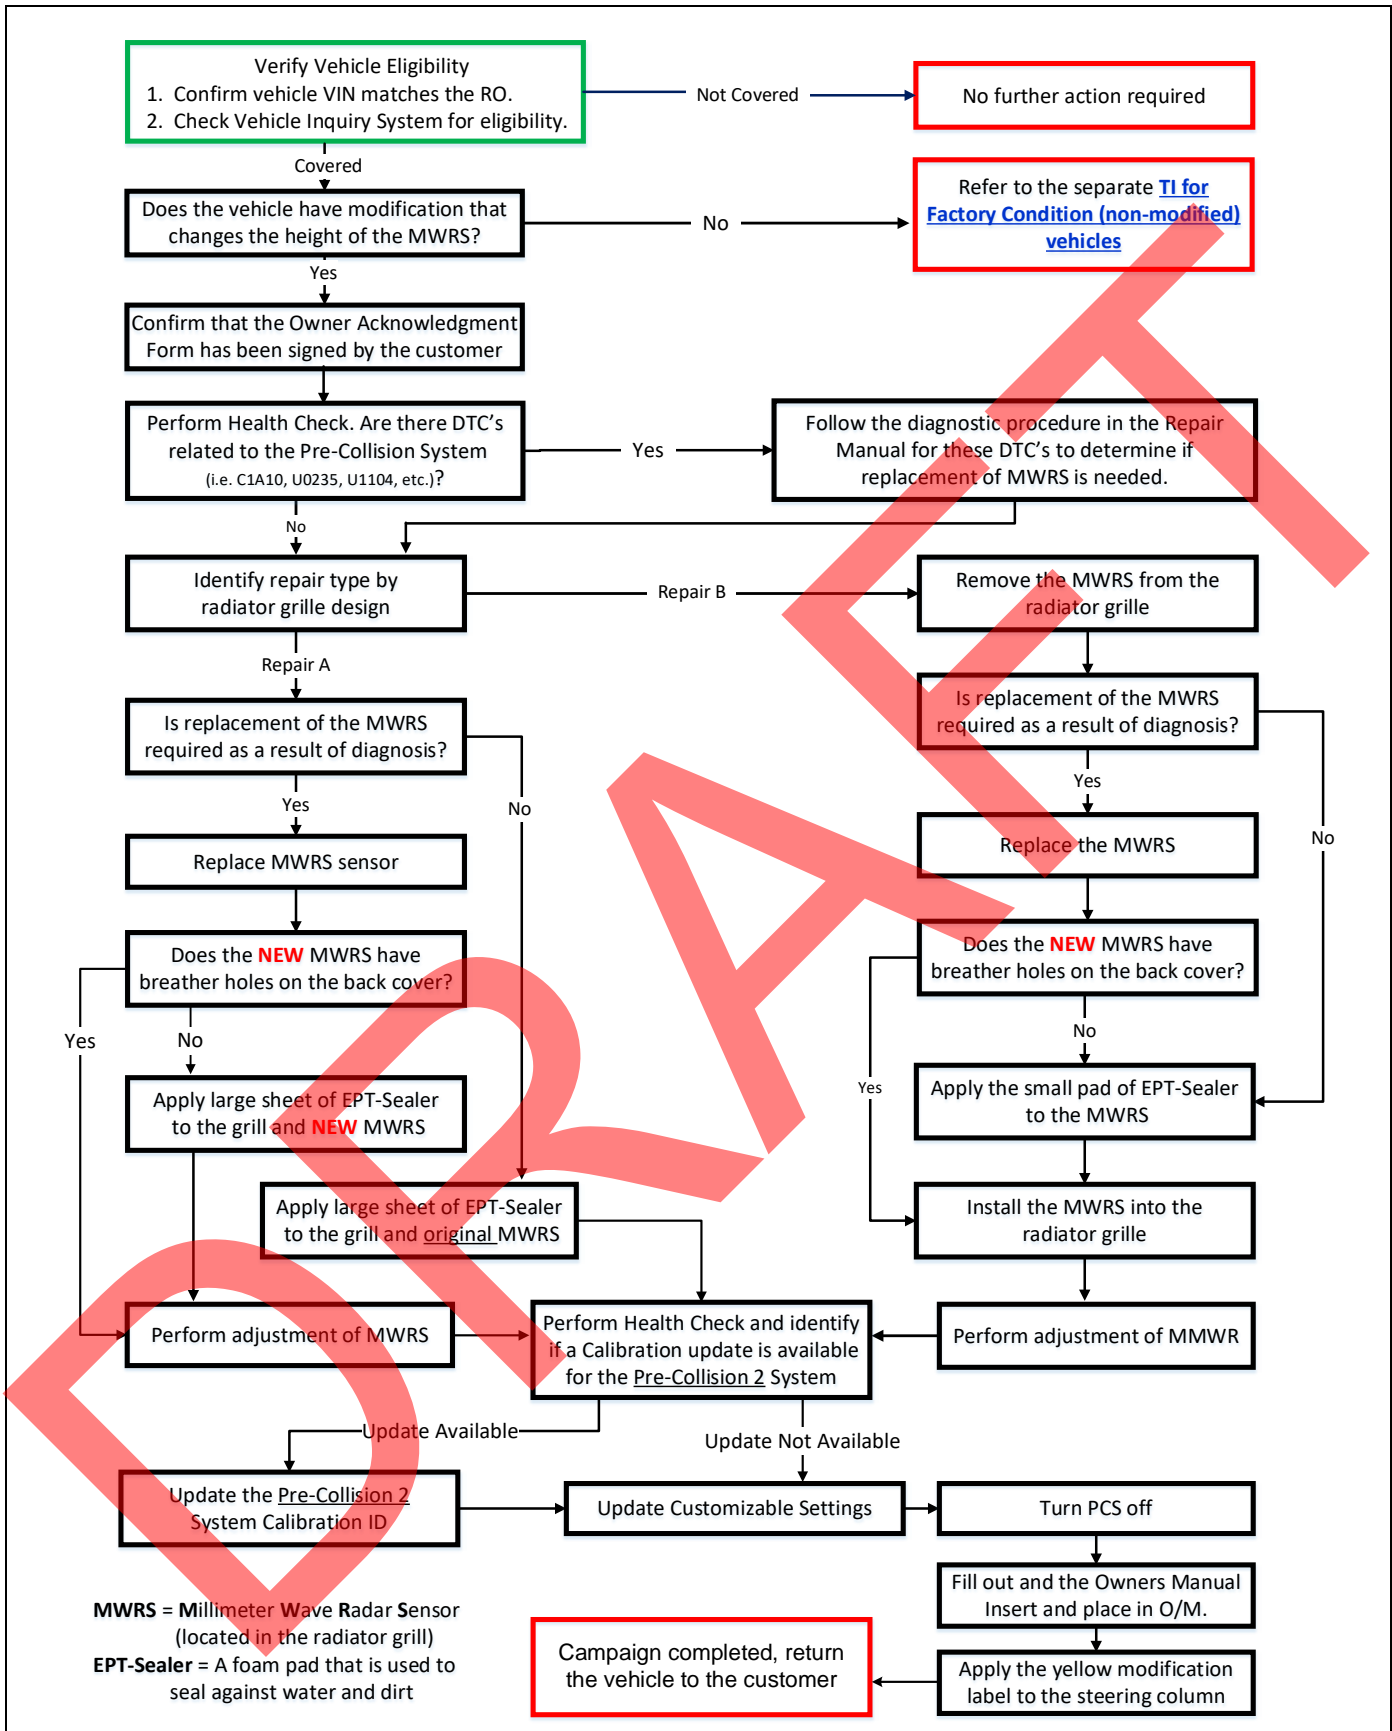 Verify Vehicle Eligibility
1. Confirm vehicle VIN matches the RO.
2. Check Vehicle Inquiry System for eligibility.
Not Covered
No further action required
Covered
Does the vehicle have modification that
changes the height of the MWRS?
No
Refer to the separate TI for
Factory Condition (non-modified)
vehicles
Yes
Confirm that the Owner Acknowledgment
Form has been signed by the customer
Perform Health Check. Are there DTC's
related to the Pre-Collision System
(i.e. C1A10, U0235, U1104, etc.)?
Yes
Follow the diagnostic procedure in the Repair
Manual for these DTC's to determine if
replacement of MWRS is needed.
No
Identify repair type by
radiator grille design
Repair B
Remove the MWRS from the
radiator grille
Repair A
Is replacement of the MWRS
required as a result of diagnosis?
Is replacement of the MWRS
required as a result of diagnosis?
Yes
No
Yes
No
Replace MWRS sensor
Replace the MWRS
Does the NEW MWRS have
breather holes on the back cover?
Does the NEW MWRS have
breather holes on the back cover?
Yes
No
No
Yes
Apply large sheet of EPT-Sealer
to the grill and NEW MWRS
Apply the small pad of EPT-Sealer
to the MWRS
Apply large sheet of EPT-Sealer
to the grill and original MWRS
Install the MWRS into the
radiator grille
Perform adjustment of MWRS
Perform Health Check and identify
if a Calibration update is available
for the Pre-Collision 2 System
Perform adjustment of MMWR
Update Available
Update Not Available
Update the Pre-Collision 2
System Calibration ID
Update Customizable Settings
Turn PCS off
Fill out and the Owners Manual
Insert and place in O/M.
MWRS = Millimeter Wave Radar Sensor
(located in the radiator grill)
EPT-Sealer = A foam pad that is used to
seal against water and dirt
Campaign completed, return
the vehicle to the customer
Apply the yellow modification
label to the steering column
DRAFT